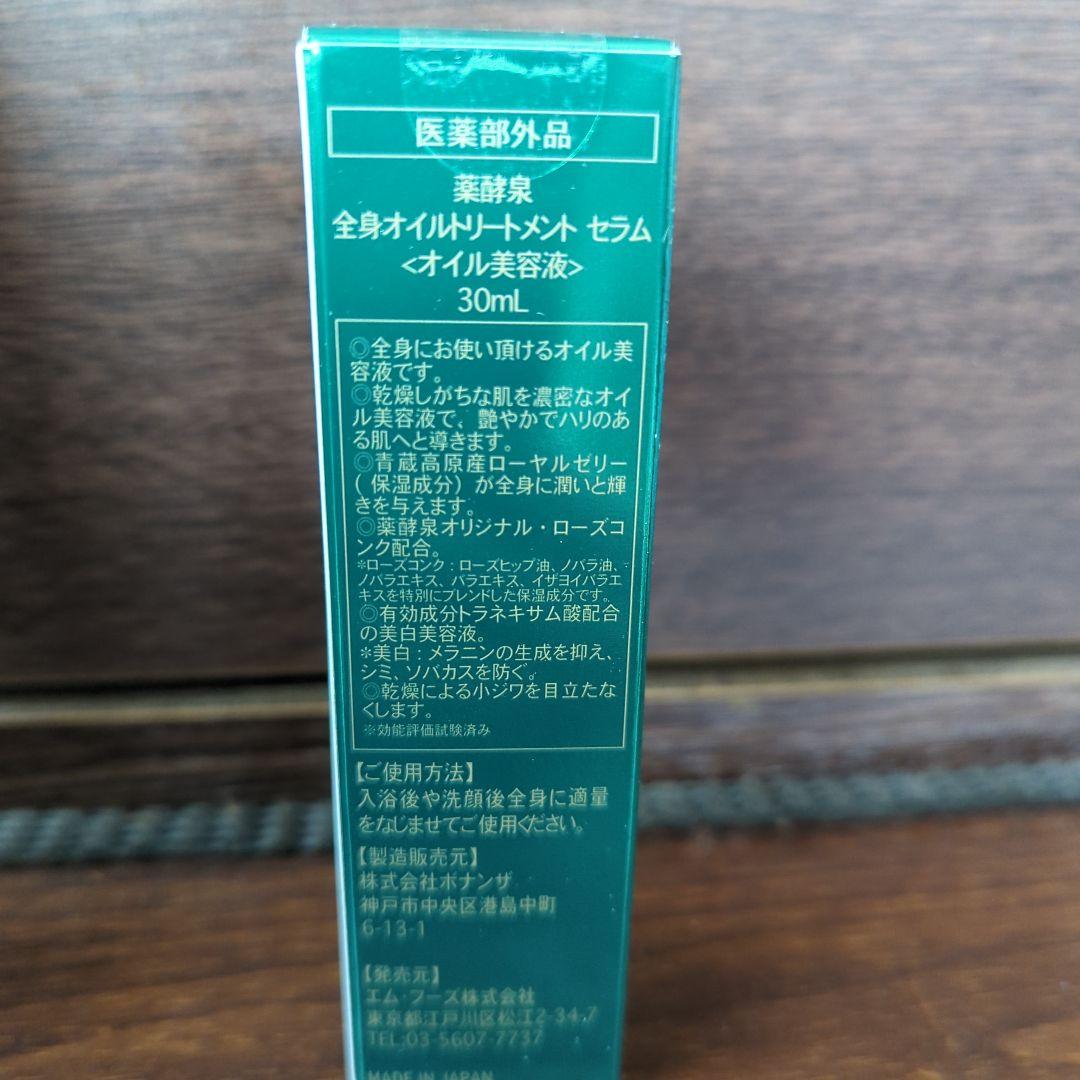 医薬部外品
薬酵泉
全身オイルトリートメント セラム
<オイル美容液>
30mL
◎全身にお使い頂けるオイル美
容液です。
◎乾燥しがちな肌を濃密なオイ
ル美容液で、艶やかでハリのあ
る肌へと導きます。
◎青蔵高原産ローヤルゼリー
(保湿成分) が全身に潤いと輝
きを与えます。
◎薬酵泉オリジナル・ローズコ
ンク配合。
*ローズコンク：ローズヒップ油、ノバラ油、
ノバラエキス、バラエキス、イザヨイバラエ
キスを特別にブレンドした保湿成分です。
◎有効成分トラネキサム酸配合
の美白美容液。
*美白：メラニンの生成を抑え、
シミ、ソバカスを防ぐ。
◎乾燥による小ジワを目立たな
くします。
※効能評価試験済み
【ご使用方法】
入浴後や洗顔後全身に適量
をなじませてご使用ください。
【製造販売元】
株式会社ボナンザ
神戸市中央区港島中町
6-13-1
【発売元】
エム・フーズ株式会社
東京都江戸川区松江2-34-7
TEL:03-5607-7737
MADE IN JAPAN